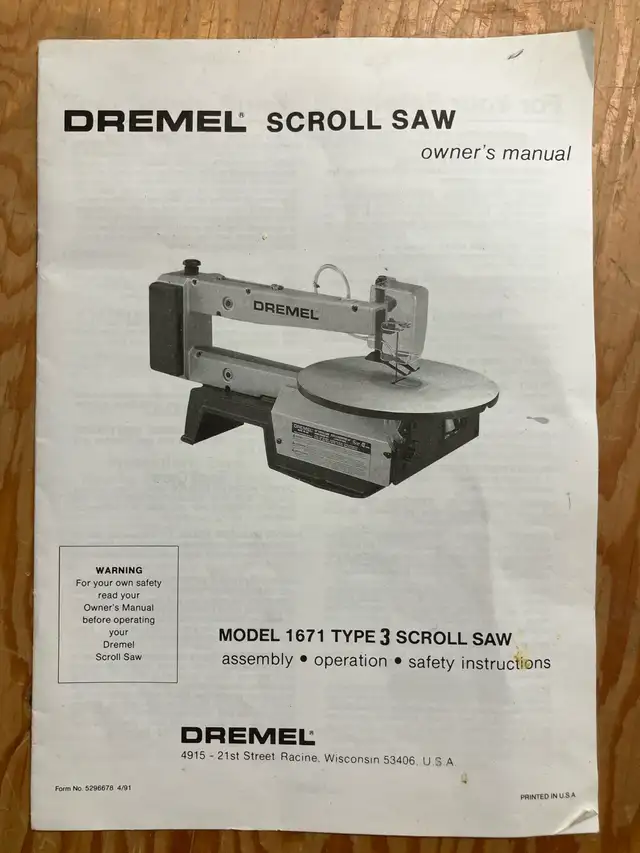 DREMEL® SCROLL SAW
owner's manual
DREMEL
DREMEL
WARNING
For your own safety
read your
Owner's Manual
before operating
your
Dremel
Scroll Saw
MODEL 1671 TYPE 3 SCROLL SAW
assembly • operation • safety instructions
DREMEL®
4915 - 21st Street Racine, Wisconsin 53406, U.S.A.
Form No. 5296678 4/91
PRINTED IN U.S.A.